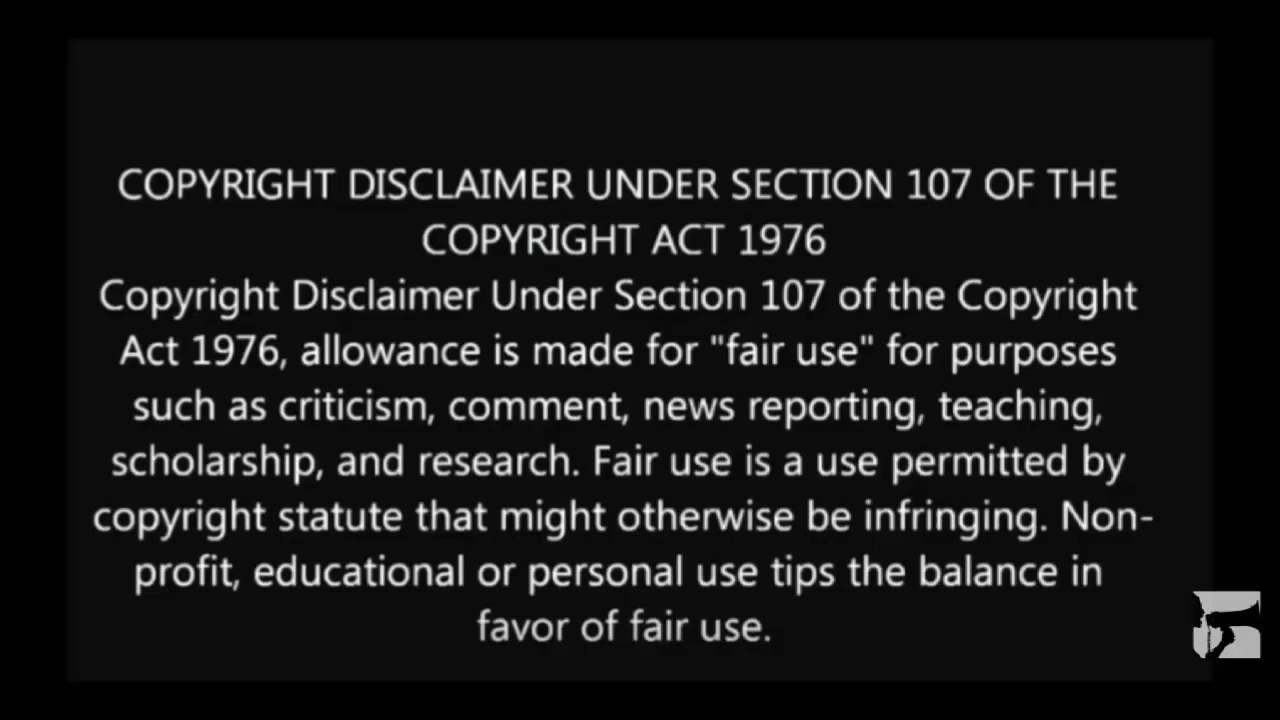 COPYRIGHT DISCLAIMER UNDER SECTION 107 OF THE
COPYRIGHT ACT 1976
Copyright Disclaimer Under Section 107 of the Copyright
Act 1976, allowance is made for "fair use" for purposes
such as criticism, comment, news reporting, teaching,
scholarship, and research. Fair use is a use permitted by
copyright statute that might otherwise be infringing. Non-
profit, educational or personal use tips the balance in
favor of fair use.